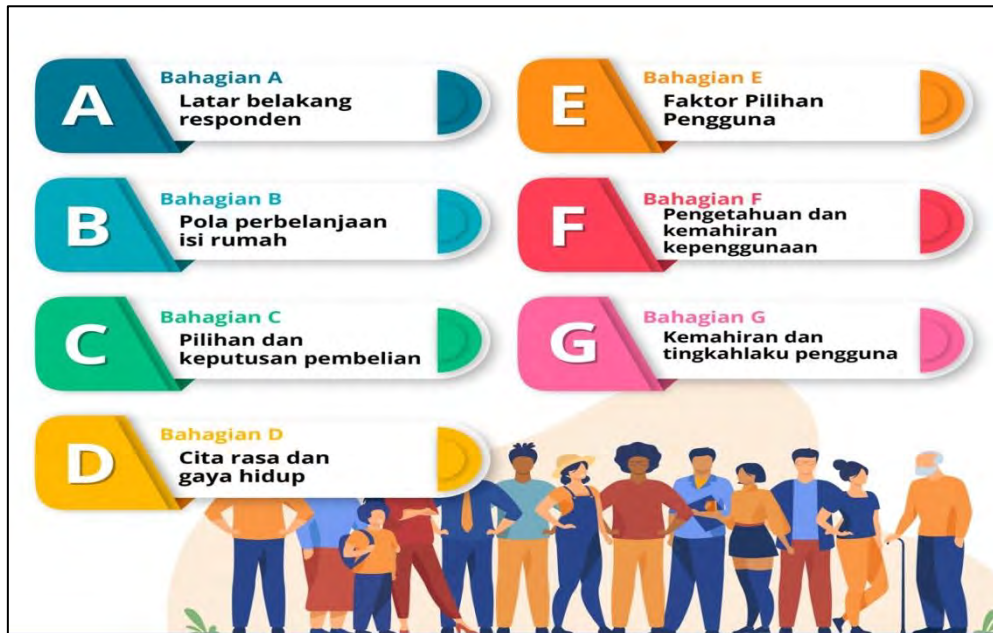 A
Bahagian A
Latar belakang
responden
B
Bahagian B
Pola perbelanjaan
isi rumah
C
Bahagian C
Pilihan dan
keputusan pembelian
D
Bahagian D
Cita rasa dan
gaya hidup
E
Bahagian E
Faktor Pilihan
Pengguna
F
Bahagian F
Pengetahuan dan
kemahiran
kepenggunaan
G
Bahagian G
Kemahiran dan
tingkahlaku pengguna